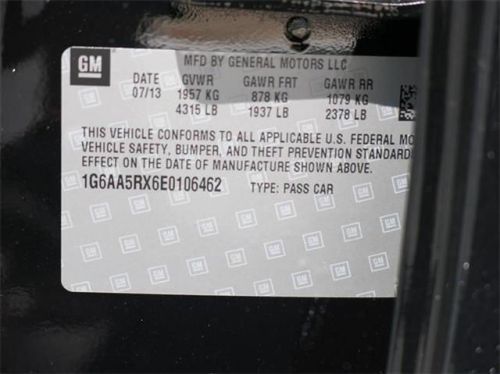 GM MFD BY GENERAL MOTORS LLC
DATE GVWR GAWR FRT GAWR RR
07/13 1957 KG 878 KG 1079 KG
4315 LB 1937 LB 2378 LB
THIS VEHICLE CONFORMS TO ALL APPLICABLE U.S. FEDERAL MO
VEHICLE SAFETY, BUMPER, AND THEFT PREVENTION STANDARD
EFFECT ON THE DATE OF MANUFACTURE SHOWN ABOVE.
1G6AA5RX6E0106462 TYPE: PASS CAR